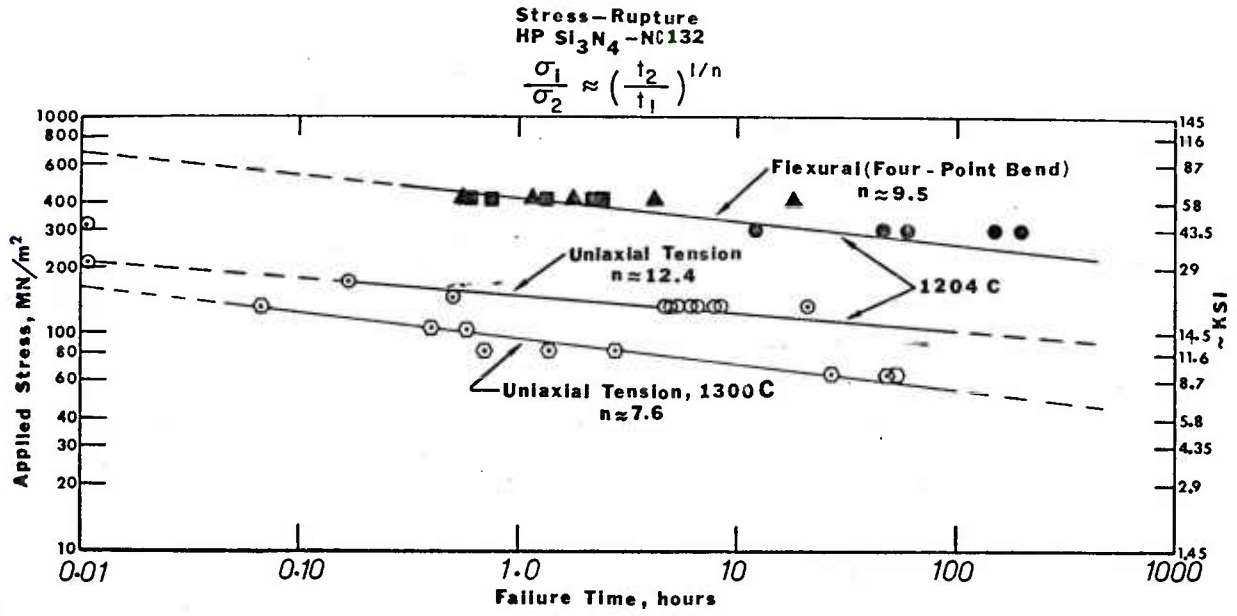 Stress-Rupture
HP Si3N4-NC132
σ1/σ2 ≈ (t2/t1)^1/n
1000
800
600
400
300
200
100
80
60
40
30
20
10
Applied Stress, MN/m²
145
116
87
58
43.5
29
14.5
11.6
8.7
5.8
4.35
2.9
1.45
~KSI
Flexural (Four-Point Bend)
n≈9.5
Uniaxial Tension
n≈12.4
1204 C
Uniaxial Tension, 1300 C
n≈7.6
0.01
0.10
1.0
10
100
1000
Failure Time, hours